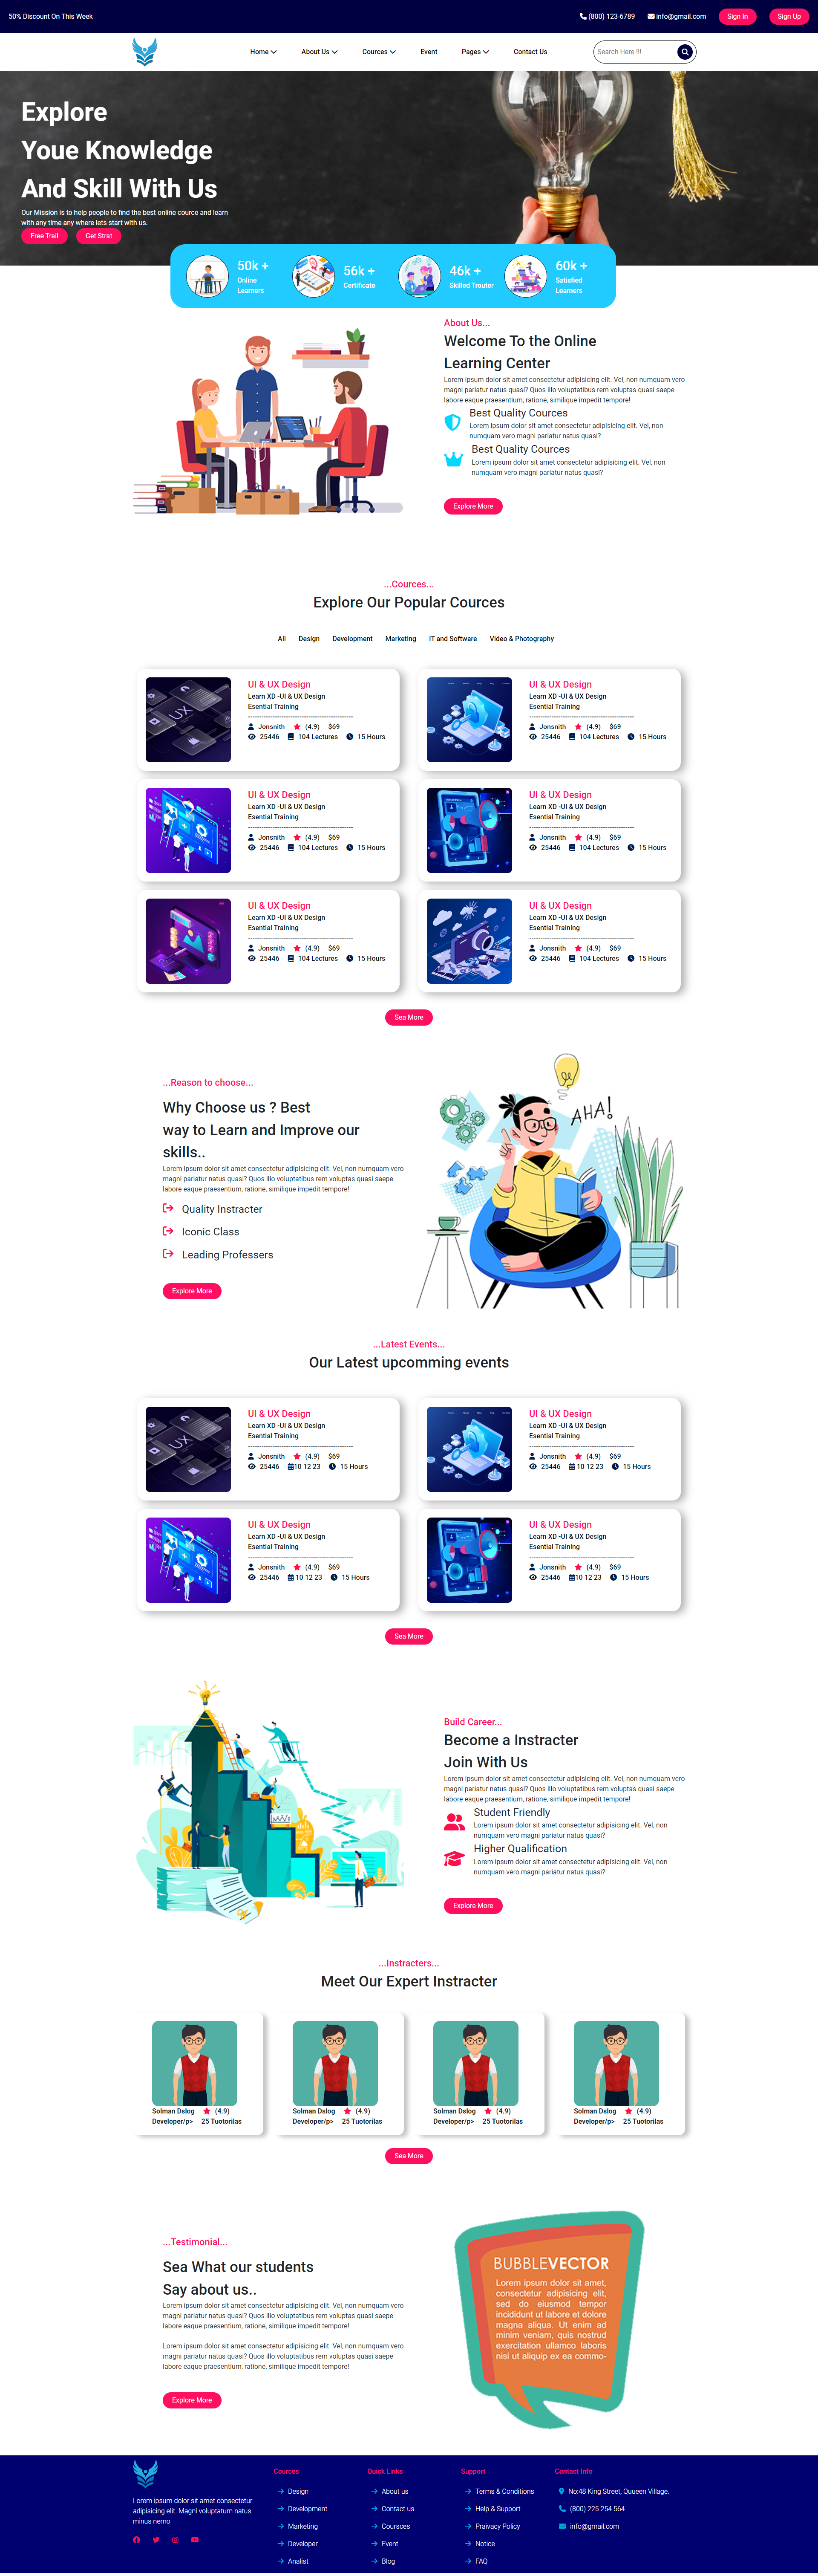 50% Discount On This Week
(800) 123-6789
info@gmail.com
Sign In
Sign Up
Home
About Us
Cources
Event
Pages
Contact Us
Search Here !!!
Explore
Youe Knowledge
And Skill With Us
Our Mission is to help people to find the best online cource and learn
with any time any where lets start with us.
Free Trail
Get Strat
50k +
Online
Learners
56k +
Certificate
46k +
Skilled Trouter
60k +
Satisfied
Learners
About Us...
Welcome To the Online
Learning Center
Lorem ipsum dolor sit amet consectetur adipisicing elit. Vel, non numquam vero
magni pariatur natus quasi? Quos illo voluptatibus rem voluptas quasi saepe
labore eaque praesentium, ratione, similique impedit tempore!
Best Quality Cources
Lorem ipsum dolor sit amet consectetur adipisicing elit. Vel, non
numquam vero magni pariatur natus quasi?
Best Quality Cources
Lorem ipsum dolor sit amet consectetur adipisicing elit. Vel, non
numquam vero magni pariatur natus quasi?
Explore More
...Cources...
Explore Our Popular Cources
All
Design
Development
Marketing
IT and Software
Video & Photography
UX
UI & UX Design
Learn XD -UI & UX Design
Esential Training
Jonsnith (4.9) $69
25446 104 Lectures 15 Hours
UI & UX Design
Learn XD -UI & UX Design
Esential Training
Jonsnith (4.9) $69
25446 104 Lectures 15 Hours
UI & UX Design
Learn XD -UI & UX Design
Esential Training
Jonsnith (4.9) $69
25446 104 Lectures 15 Hours
UI & UX Design
Learn XD -UI & UX Design
Esential Training
Jonsnith (4.9) $69
25446 104 Lectures 15 Hours
UI & UX Design
Learn XD -UI & UX Design
Esential Training
Jonsnith (4.9) $69
25446 104 Lectures 15 Hours
UI & UX Design
Learn XD -UI & UX Design
Esential Training
Jonsnith (4.9) $69
25446 104 Lectures 15 Hours
Sea More
...Reason to choose...
Why Choose us ? Best
way to Learn and Improve our
skills..
Lorem ipsum dolor sit amet consectetur adipisicing elit. Vel, non numquam vero
magni pariatur natus quasi? Quos illo voluptatibus rem voluptas quasi saepe
labore eaque praesentium, ratione, similique impedit tempore!
Quality Instracter
Iconic Class
Leading Professers
Explore More
AHA!
...Latest Events...
Our Latest upcomming events
UX
UI & UX Design
Learn XD -UI & UX Design
Esential Training
Jonsnith (4.9) $69
25446 10 12 23 15 Hours
UI & UX Design
Learn XD -UI & UX Design
Esential Training
Jonsnith (4.9) $69
25446 10 12 23 15 Hours
UI & UX Design
Learn XD -UI & UX Design
Esential Training
Jonsnith (4.9) $69
25446 10 12 23 15 Hours
UI & UX Design
Learn XD -UI & UX Design
Esential Training
Jonsnith (4.9) $69
25446 10 12 23 15 Hours
Sea More
Build Career...
Become a Instracter
Join With Us
Lorem ipsum dolor sit amet consectetur adipisicing elit. Vel, non numquam vero
magni pariatur natus quasi? Quos illo voluptatibus rem voluptas quasi saepe
labore eaque praesentium, ratione, similique impedit tempore!
Student Friendly
Lorem ipsum dolor sit amet consectetur adipisicing elit. Vel, non
numquam vero magni pariatur natus quasi?
Higher Qualification
Lorem ipsum dolor sit amet consectetur adipisicing elit. Vel, non
numquam vero magni pariatur natus quasi?
Explore More
...Instracters...
Meet Our Expert Instracter
Solman Dslog (4.9)
Developer/p> 25 Tuotorilas
Solman Dslog (4.9)
Developer/p> 25 Tuotorilas
Solman Dslog (4.9)
Developer/p> 25 Tuotorilas
Solman Dslog (4.9)
Developer/p> 25 Tuotorilas
Sea More
...Testimonial...
Sea What our students
Say about us..
Lorem ipsum dolor sit amet consectetur adipisicing elit. Vel, non numquam vero
magni pariatur natus quasi? Quos illo voluptatibus rem voluptas quasi saepe
labore eaque praesentium, ratione, similique impedit tempore!
Lorem ipsum dolor sit amet consectetur adipisicing elit. Vel, non numquam vero
magni pariatur natus quasi? Quos illo voluptatibus rem voluptas quasi saepe
labore eaque praesentium, ratione, similique impedit tempore!
Explore More
BUBBLEVECTOR
Lorem ipsum dolor sit amet,
consectetur adipisicing elit,
sed do eiusmod tempor
incididunt ut labore et dolore
magna aliqua. Ut enim ad
minim veniam, quis nostrud
exercitation ullamco laboris
nisi ut aliquip ex ea commo-
Lorem ipsum dolor sit amet consectetur
adipisicing elit. Magni voluptatum natus
minus nemo
Cources
Design
Development
Marketing
Developer
Analist
Quick Links
About us
Contact us
Coursces
Event
Blog
Support
Terms & Conditions
Help & Support
Praivacy Policy
Notice
FAQ
Contact Info
No:48 King Street, Quueen Village.
(800) 225 254 564
info@gmail.com